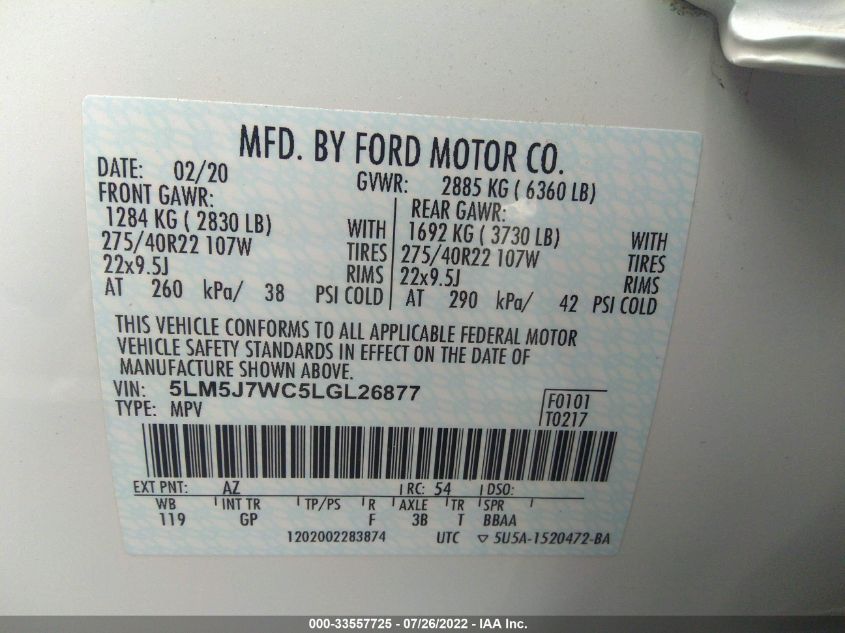 MFD. BY FORD MOTOR CO.
DATE: 02/20 GVWR: 2885 KG ( 6360 LB)
FRONT GAWR: REAR GAWR:
1284 KG ( 2830 LB) WITH 1692 KG ( 3730 LB) WITH
275/40R22 107W TIRES 275/40R22 107W TIRES
22x9.5J RIMS 22x9.5J RIMS
AT 260 kPa/ 38 PSI COLD AT 290 kPa/ 42 PSI COLD
THIS VEHICLE CONFORMS TO ALL APPLICABLE FEDERAL MOTOR
VEHICLE SAFETY STANDARDS IN EFFECT ON THE DATE OF
MANUFACTURE SHOWN ABOVE.
VIN: 5LM5J7WC5LGL26877 F0101
TYPE: MPV T0217
EXT PNT: AZ RC: 54 DSO:
WB INT TR TP/PS R AXLE TR SPR
119 GP F 3B T BBAA
1202002283874 UTC ▽ 5U5A-1520472-BA
000-33557725 - 07/26/2022 - IAA Inc.